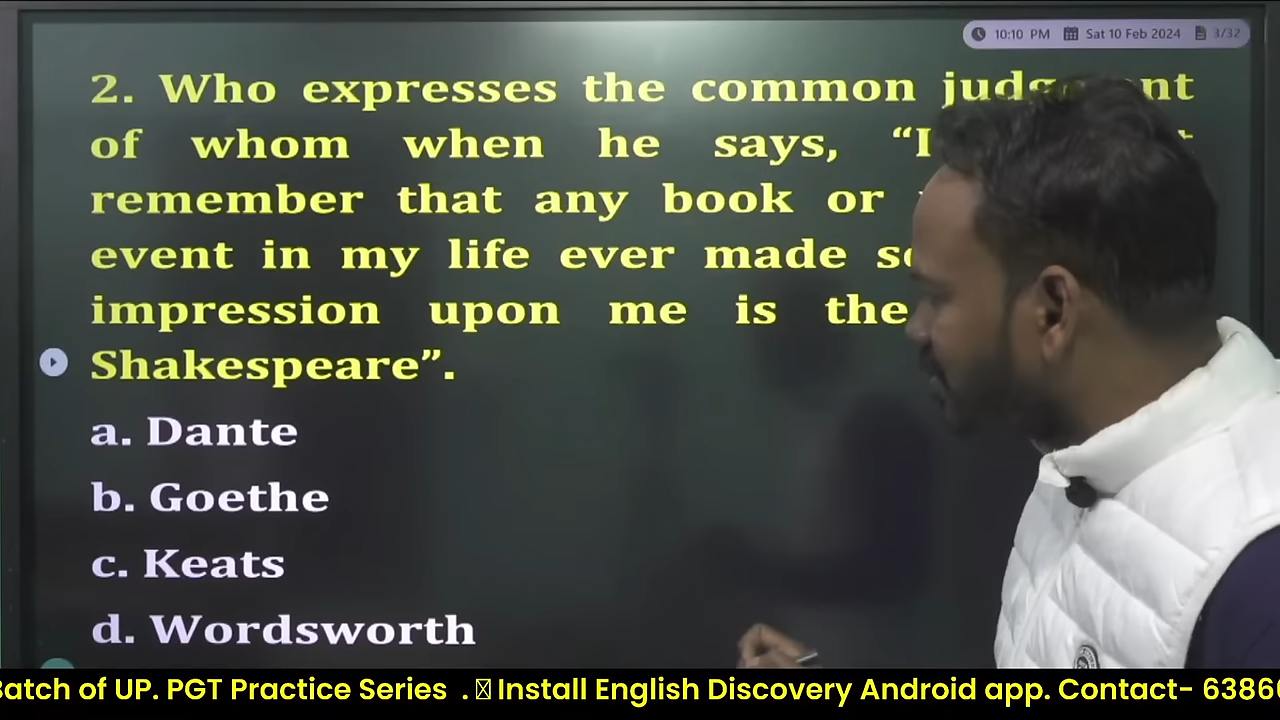 10:10 PM Sat 10 Feb 2024 3/32
2. Who expresses the common
of whom when he says, “I
remember that any book or
event in my life ever made
impression upon me is the
Shakespeare”.
a. Dante
b. Goethe
c. Keats
d. Wordsworth
Batch of UP. PGT Practice Series . Install English Discovery Android app. Contact- 6386